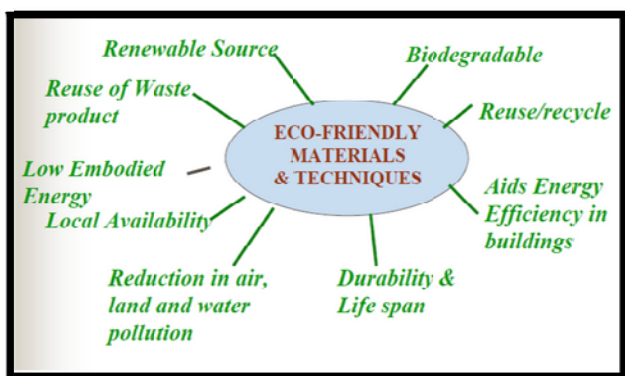 Renewable Source
Biodegradable
Reuse of Waste
product
Reuse/recycle
ECO-FRIENDLY
MATERIALS
& TECHNIQUES
Low Embodied
Energy
Local Availability
Aids Energy
Efficiency in
buildings
Reduction in air,
land and water
pollution
Durability &
Life span